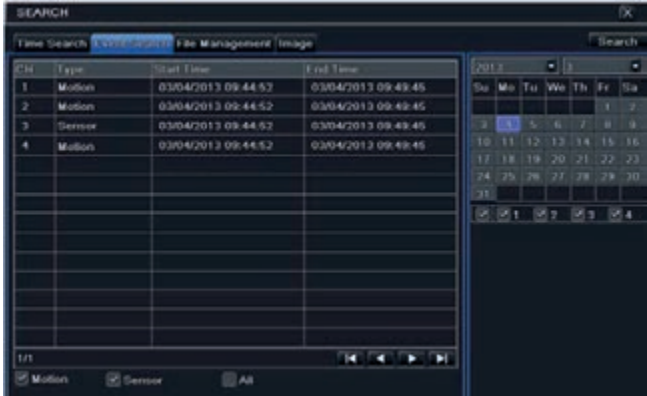 SEARCH
Time Search Event Search File Management Image
Search
CH Type Start Time End Time
1 Motion 03/04/2013 09:44:52 03/04/2013 09:49:45
2 Motion 03/04/2013 09:44:52 03/04/2013 09:49:45
3 Sensor 03/04/2013 09:44:52 03/04/2013 09:49:45
4 Motion 03/04/2013 09:44:52 03/04/2013 09:49:45
1/1
Motion Sensor All
2013 3
Su Mo Tu We Th Fr Sa
1 2
3 4 5 6 7 8 9
10 11 12 13 14 15 16
17 18 19 20 21 22 23
24 25 26 27 28 29 30
31
1 2 3 4